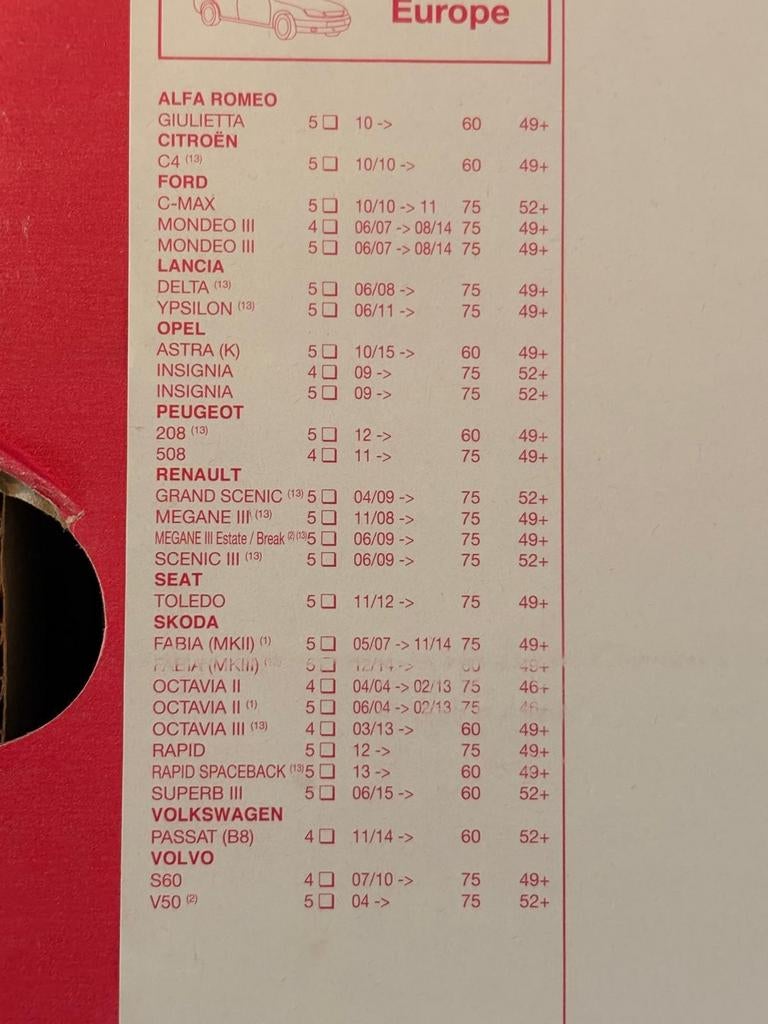 Europe
ALFA ROMEO
GIULIETTA 5❏ 10 -> 60 49+
CITROËN
C4 (13) 5❏ 10/10 -> 60 49+
FORD
C-MAX 5❏ 10/10 -> 11 75 52+
MONDEO III 4❏ 06/07 -> 08/14 75 49+
MONDEO III 5❏ 06/07 -> 08/14 75 49+
LANCIA
DELTA (13) 5❏ 06/08 -> 75 49+
YPSILON (13) 5❏ 06/11 -> 75 49+
OPEL
ASTRA (K) 5❏ 10/15 -> 60 49+
INSIGNIA 4❏ 09 -> 75 52+
INSIGNIA 5❏ 09 -> 75 52+
PEUGEOT
208 (13) 5❏ 12 -> 60 49+
508 4❏ 11 -> 75 49+
RENAULT
GRAND SCENIC (13) 5❏ 04/09 -> 75 52+
MEGANE III (13) 5❏ 11/08 -> 75 49+
MEGANE III Estate / Break (2) (13) 5❏ 06/09 -> 75 49+
SCENIC III (13) 5❏ 06/09 -> 75 52+
SEAT
TOLEDO 5❏ 11/12 -> 75 49+
SKODA
FABIA (MKII) (1) 5❏ 05/07 -> 11/14 75 49+
FABIA (MKIII) 5❏ 12/14 -> 60 49+
OCTAVIA II 4❏ 04/04 -> 02/13 75 46+
OCTAVIA II (1) 5❏ 06/04 -> 02/13 75 46+
OCTAVIA III (13) 4❏ 03/13 -> 60 49+
RAPID 5❏ 12 -> 75 49+
RAPID SPACEBACK (13) 5❏ 13 -> 60 49+
SUPERB III 5❏ 06/15 -> 60 52+
VOLKSWAGEN
PASSAT (B8) 4❏ 11/14 -> 60 52+
VOLVO
S60 4❏ 07/10 -> 75 49+
V50 (2) 5❏ 04 -> 75 52+